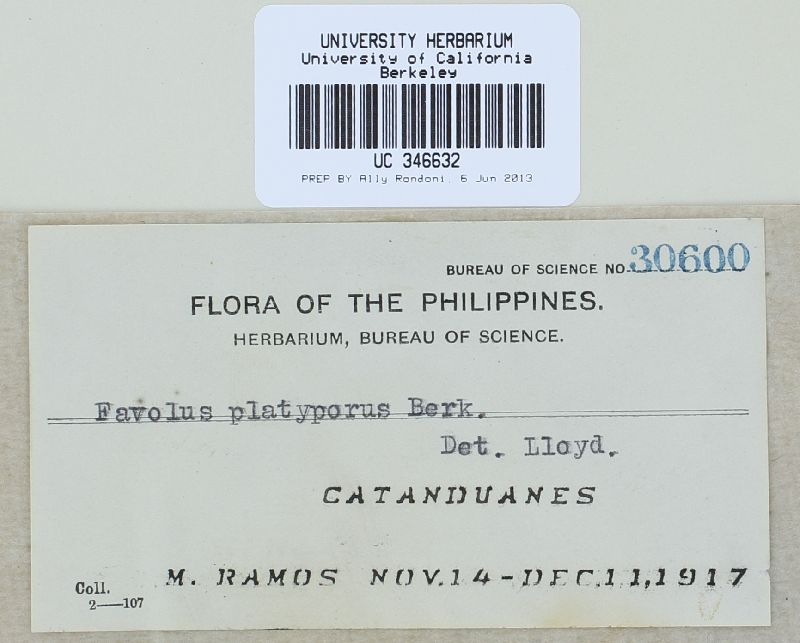 UNIVERSITY HERBARIUM
University of California
Berkeley
UC 346632
PREP BY Ally Rondoni, 6 Jun 2013
BUREAU OF SCIENCE NO. 30600
FLORA OF THE PHILIPPINES.
HERBARIUM, BUREAU OF SCIENCE.
Favolus platyporus Berk.
Det. Lloyd.
CATANDUANES
Coll. M. RAMOS NOV.14-DEC.11,1917
2—107